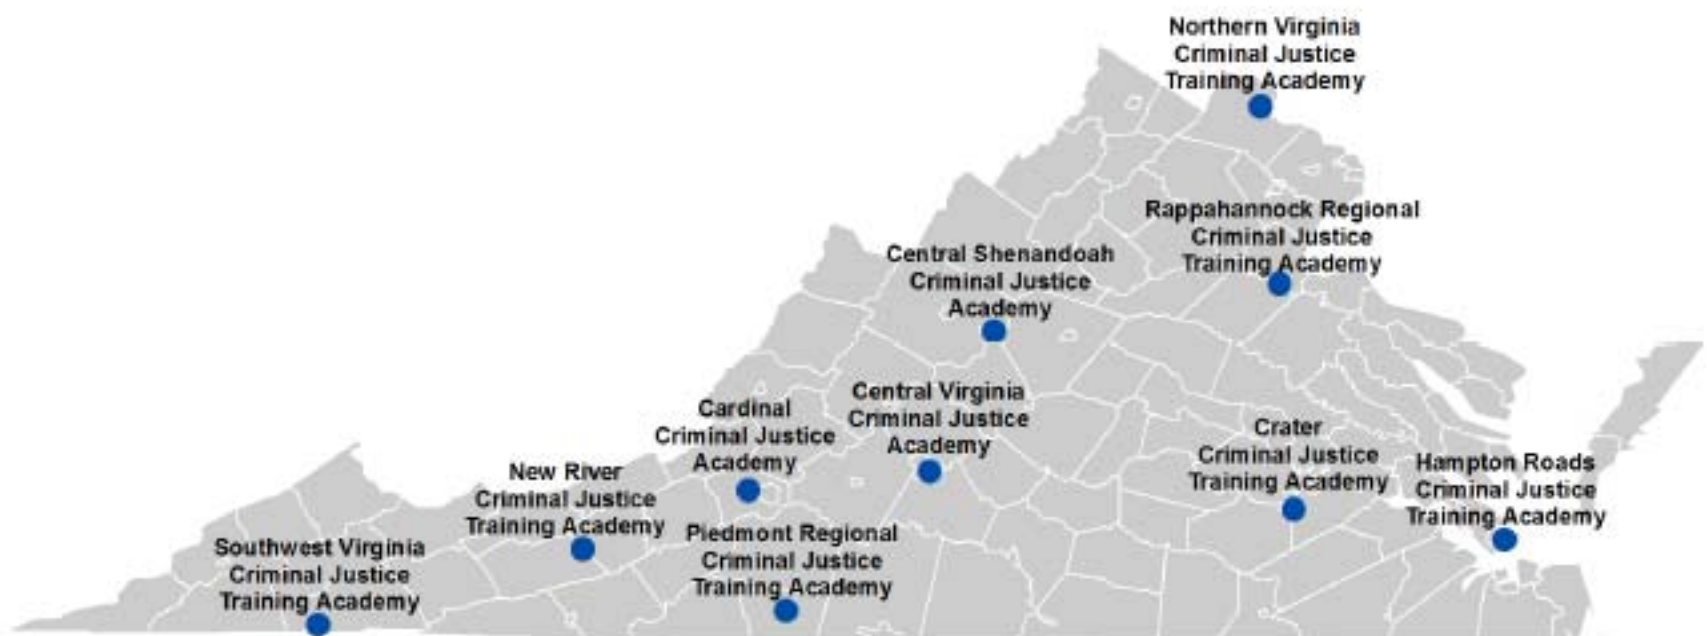 Northern Virginia
Criminal Justice
Training Academy
Rappahannock Regional
Criminal Justice
Training Academy
Central Shenandoah
Criminal Justice
Academy
Central Virginia
Criminal Justice
Academy
Cardinal
Criminal Justice
Academy
Crater
Criminal Justice
Training Academy
Hampton Roads
Criminal Justice
Training Academy
New River
Criminal Justice
Training Academy
Piedmont Regional
Criminal Justice
Training Academy
Southwest Virginia
Criminal Justice
Training Academy